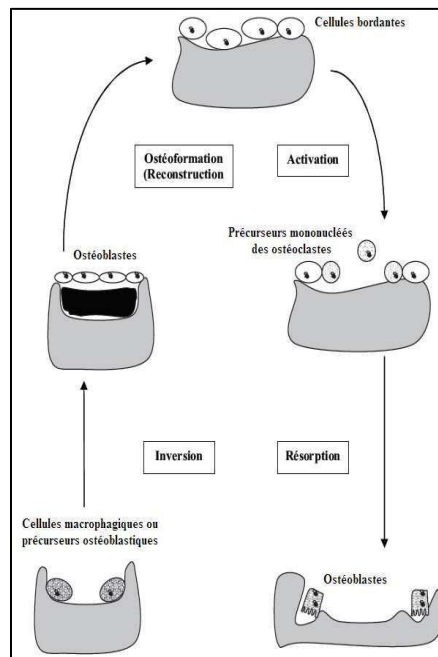 Cellules bordantes
Ostéoformation
(Reconstruction
Activation
Précurseurs mononucléés
des ostéoclastes
Ostéoblastes
Inversion
Résorption
Cellules macrophagiques ou
précurseurs ostéoblastiques
Ostéoblastes